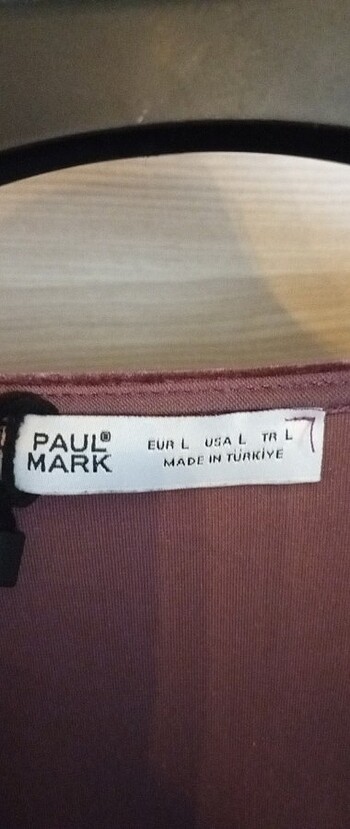 PAUL®
MARK
EUR L USA L TR L
MADE IN TÜRKİYE